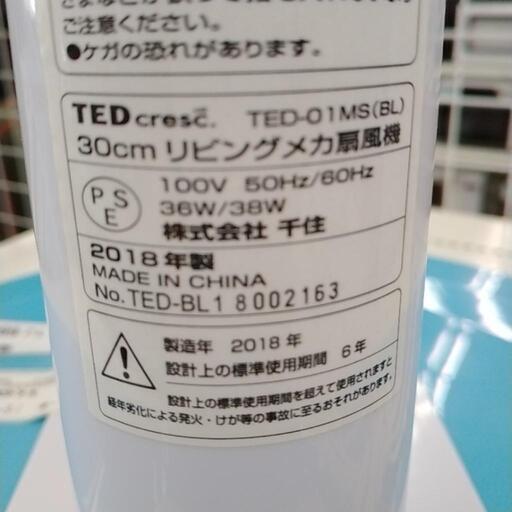 ご注意ください。
●ケガの恐れがあります。
TED cresc. TED-01MS(BL)
30cm リビングメカ扇風機
PSE
100V 50Hz/60Hz
36W/38W
株式会社 千住
2018年製
MADE IN CHINA
No.TED-BL1 8002163
製造年 2018年
設計上の標準使用期間 6年
設計上の標準使用期間を超えて使用されますと
経年劣化による発火・けが等の事故に至るおそれがあります。